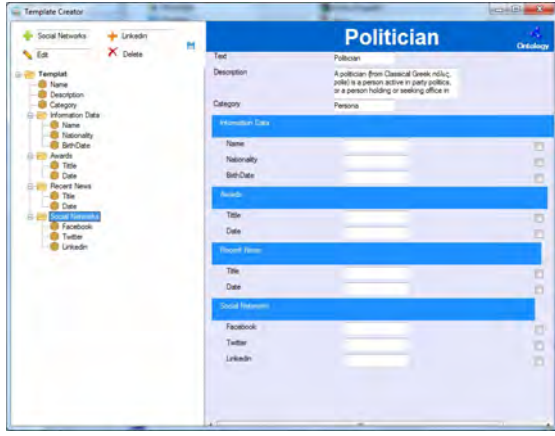 Template Creator
Social Networks
Linkedin
Edit
Delete
Templat
Name
Description
Category
Information Data
Name
Nationality
BirthDate
Awards
Title
Date
Recent News
Title
Date
Social Networks
Facebook
Twitter
Linkedin
Politician
Ontology
Text
Politician
Description
A politician (from Classical Greek πόλις,
polis) is a person active in party politics,
or a person holding or seeking office in
Category
Persona
Information Data
Name
Nationality
BirthDate
Awards
Title
Date
Recent News
Title
Date
Social Networks
Facebook
Twitter
Linkedin